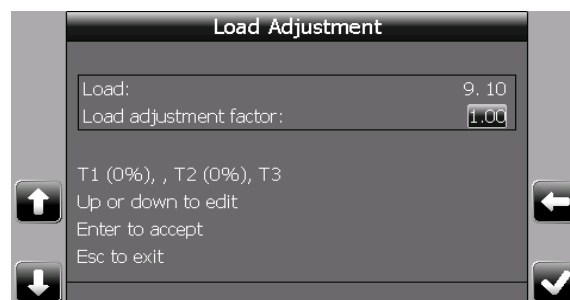 Load Adjustment
Load: 9. 10
Load adjustment factor: 1.00
T1 (0%), , T2 (0%), T3
Up or down to edit
Enter to accept
Esc to exit